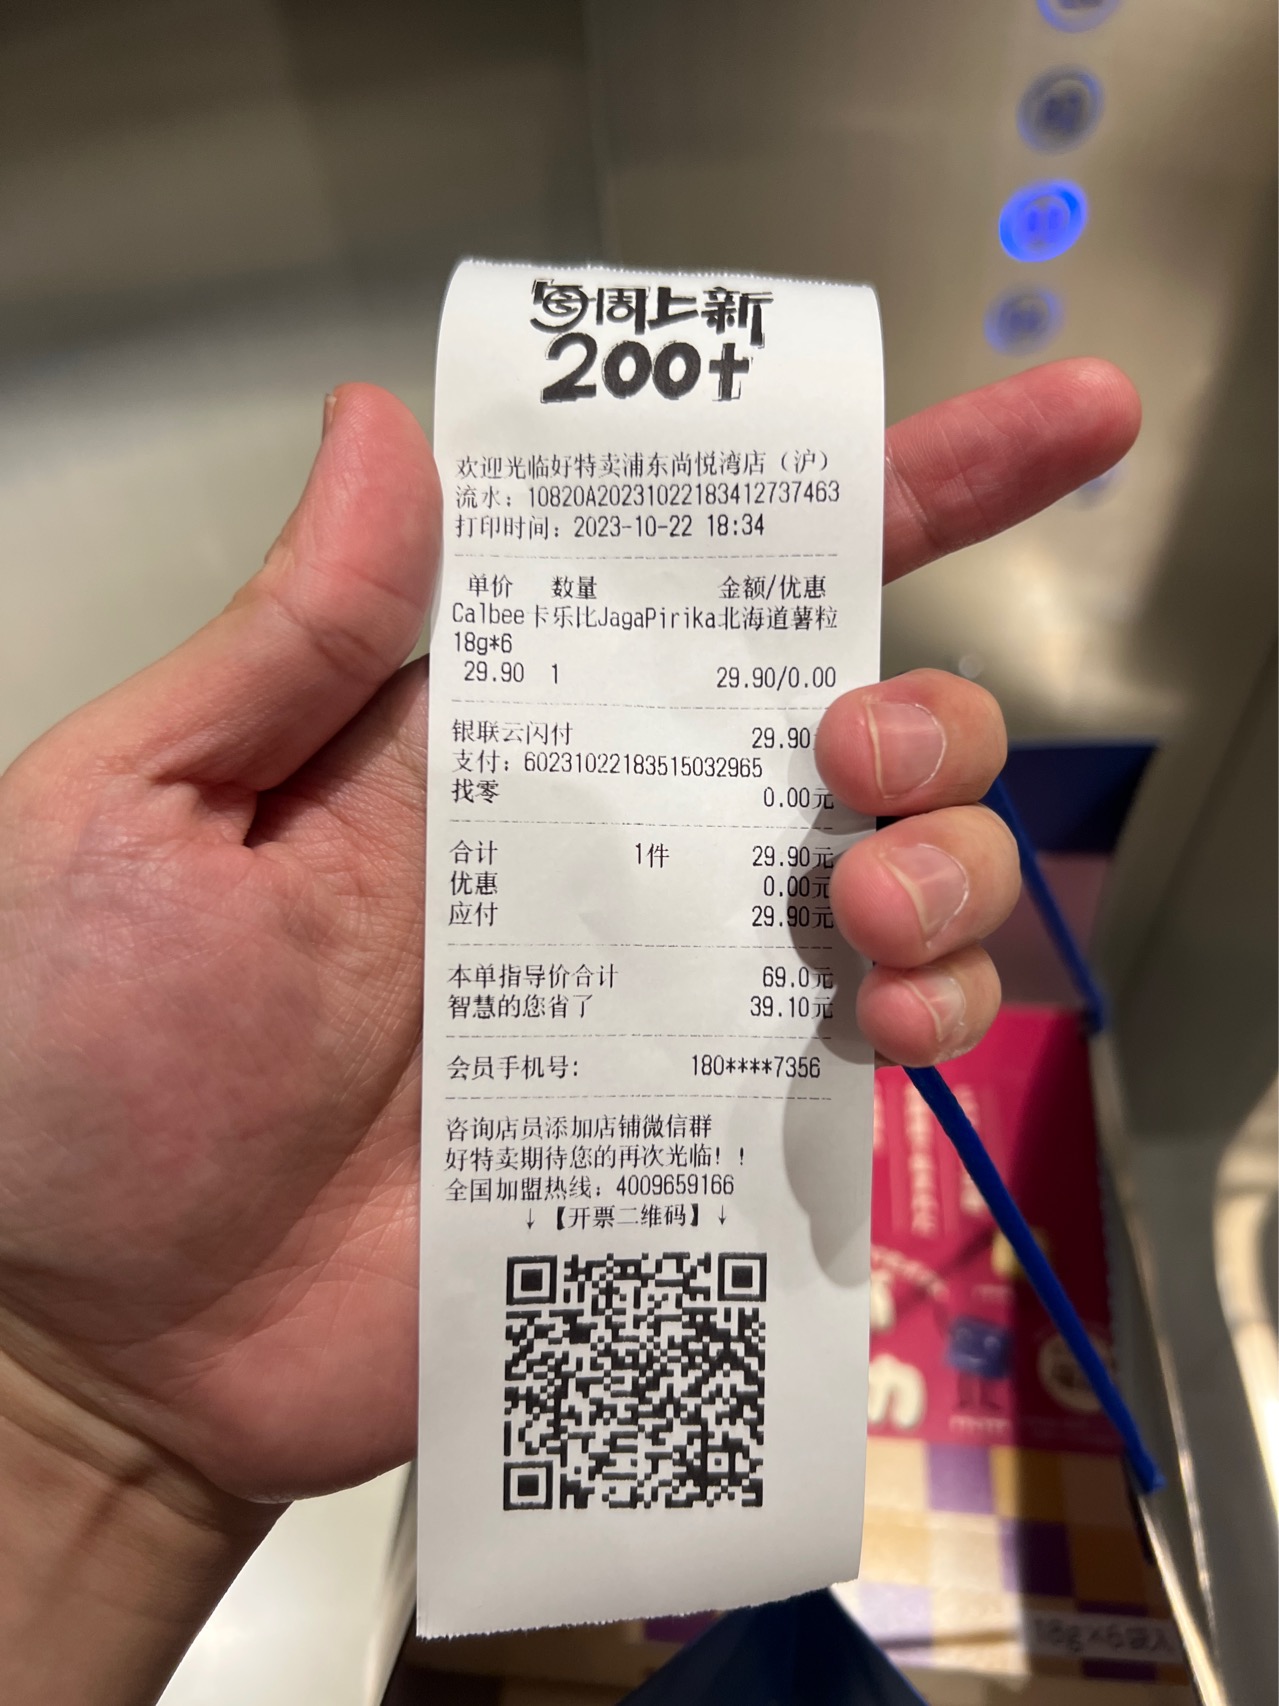 每周上新
200+
欢迎光临好特卖浦东尚悦湾店（沪）
流水：10820A202310221834127​37463
打印时间：2023-10-22 18:34
单价 数量 金额/优惠
Calbee卡乐比JagaPirika北海道薯粒
18g*6
29.90 1 29.90/0.00
银联云闪付 29.90
支付：60231022183515032965
找零 0.00元
合计 1件 29.90元
优惠 0.00元
应付 29.90元
本单指导价合计 69.0元
智慧的您省了 39.10元
会员手机号: 180****7356
咨询店员添加店铺微信群
好特卖期待您的再次光临！！
全国加盟热线：4009659166
↓【开票二维码】↓
18g×6袋入